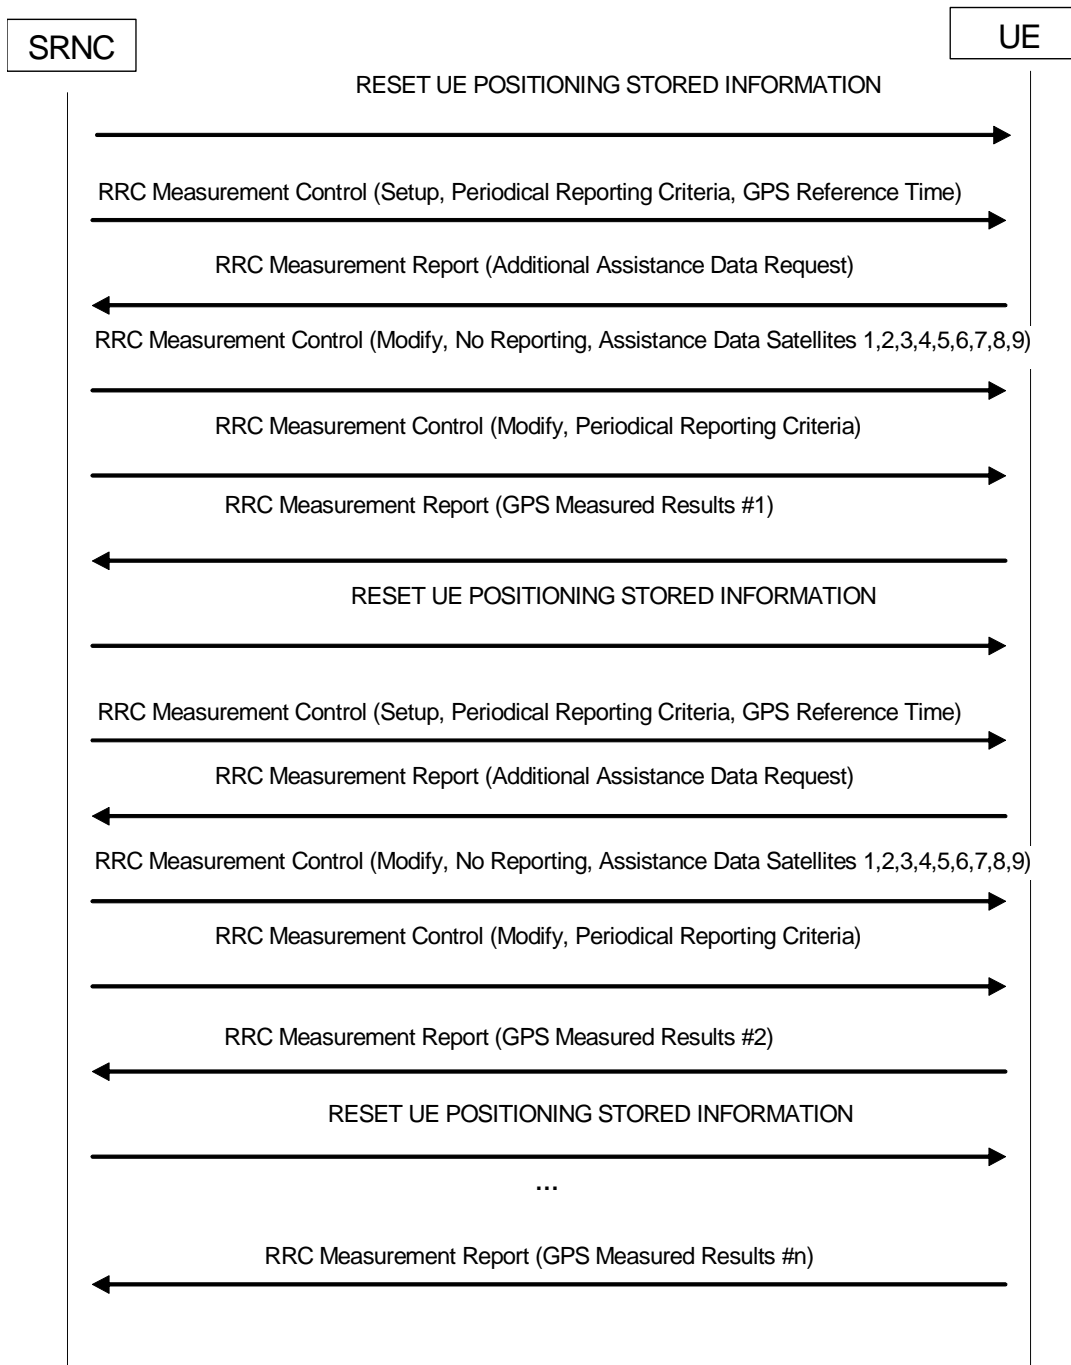 SRNC
UE
RESET UE POSITIONING STORED INFORMATION
RRC Measurement Control (Setup, Periodical Reporting Criteria, GPS Reference Time)
RRC Measurement Report (Additional Assistance Data Request)
RRC Measurement Control (Modify, No Reporting, Assistance Data Satellites 1,2,3,4,5,6,7,8,9)
RRC Measurement Control (Modify, Periodical Reporting Criteria)
RRC Measurement Report (GPS Measured Results #1)
RESET UE POSITIONING STORED INFORMATION
RRC Measurement Control (Setup, Periodical Reporting Criteria, GPS Reference Time)
RRC Measurement Report (Additional Assistance Data Request)
RRC Measurement Control (Modify, No Reporting, Assistance Data Satellites 1,2,3,4,5,6,7,8,9)
RRC Measurement Control (Modify, Periodical Reporting Criteria)
RRC Measurement Report (GPS Measured Results #2)
RESET UE POSITIONING STORED INFORMATION
...
RRC Measurement Report (GPS Measured Results #n)